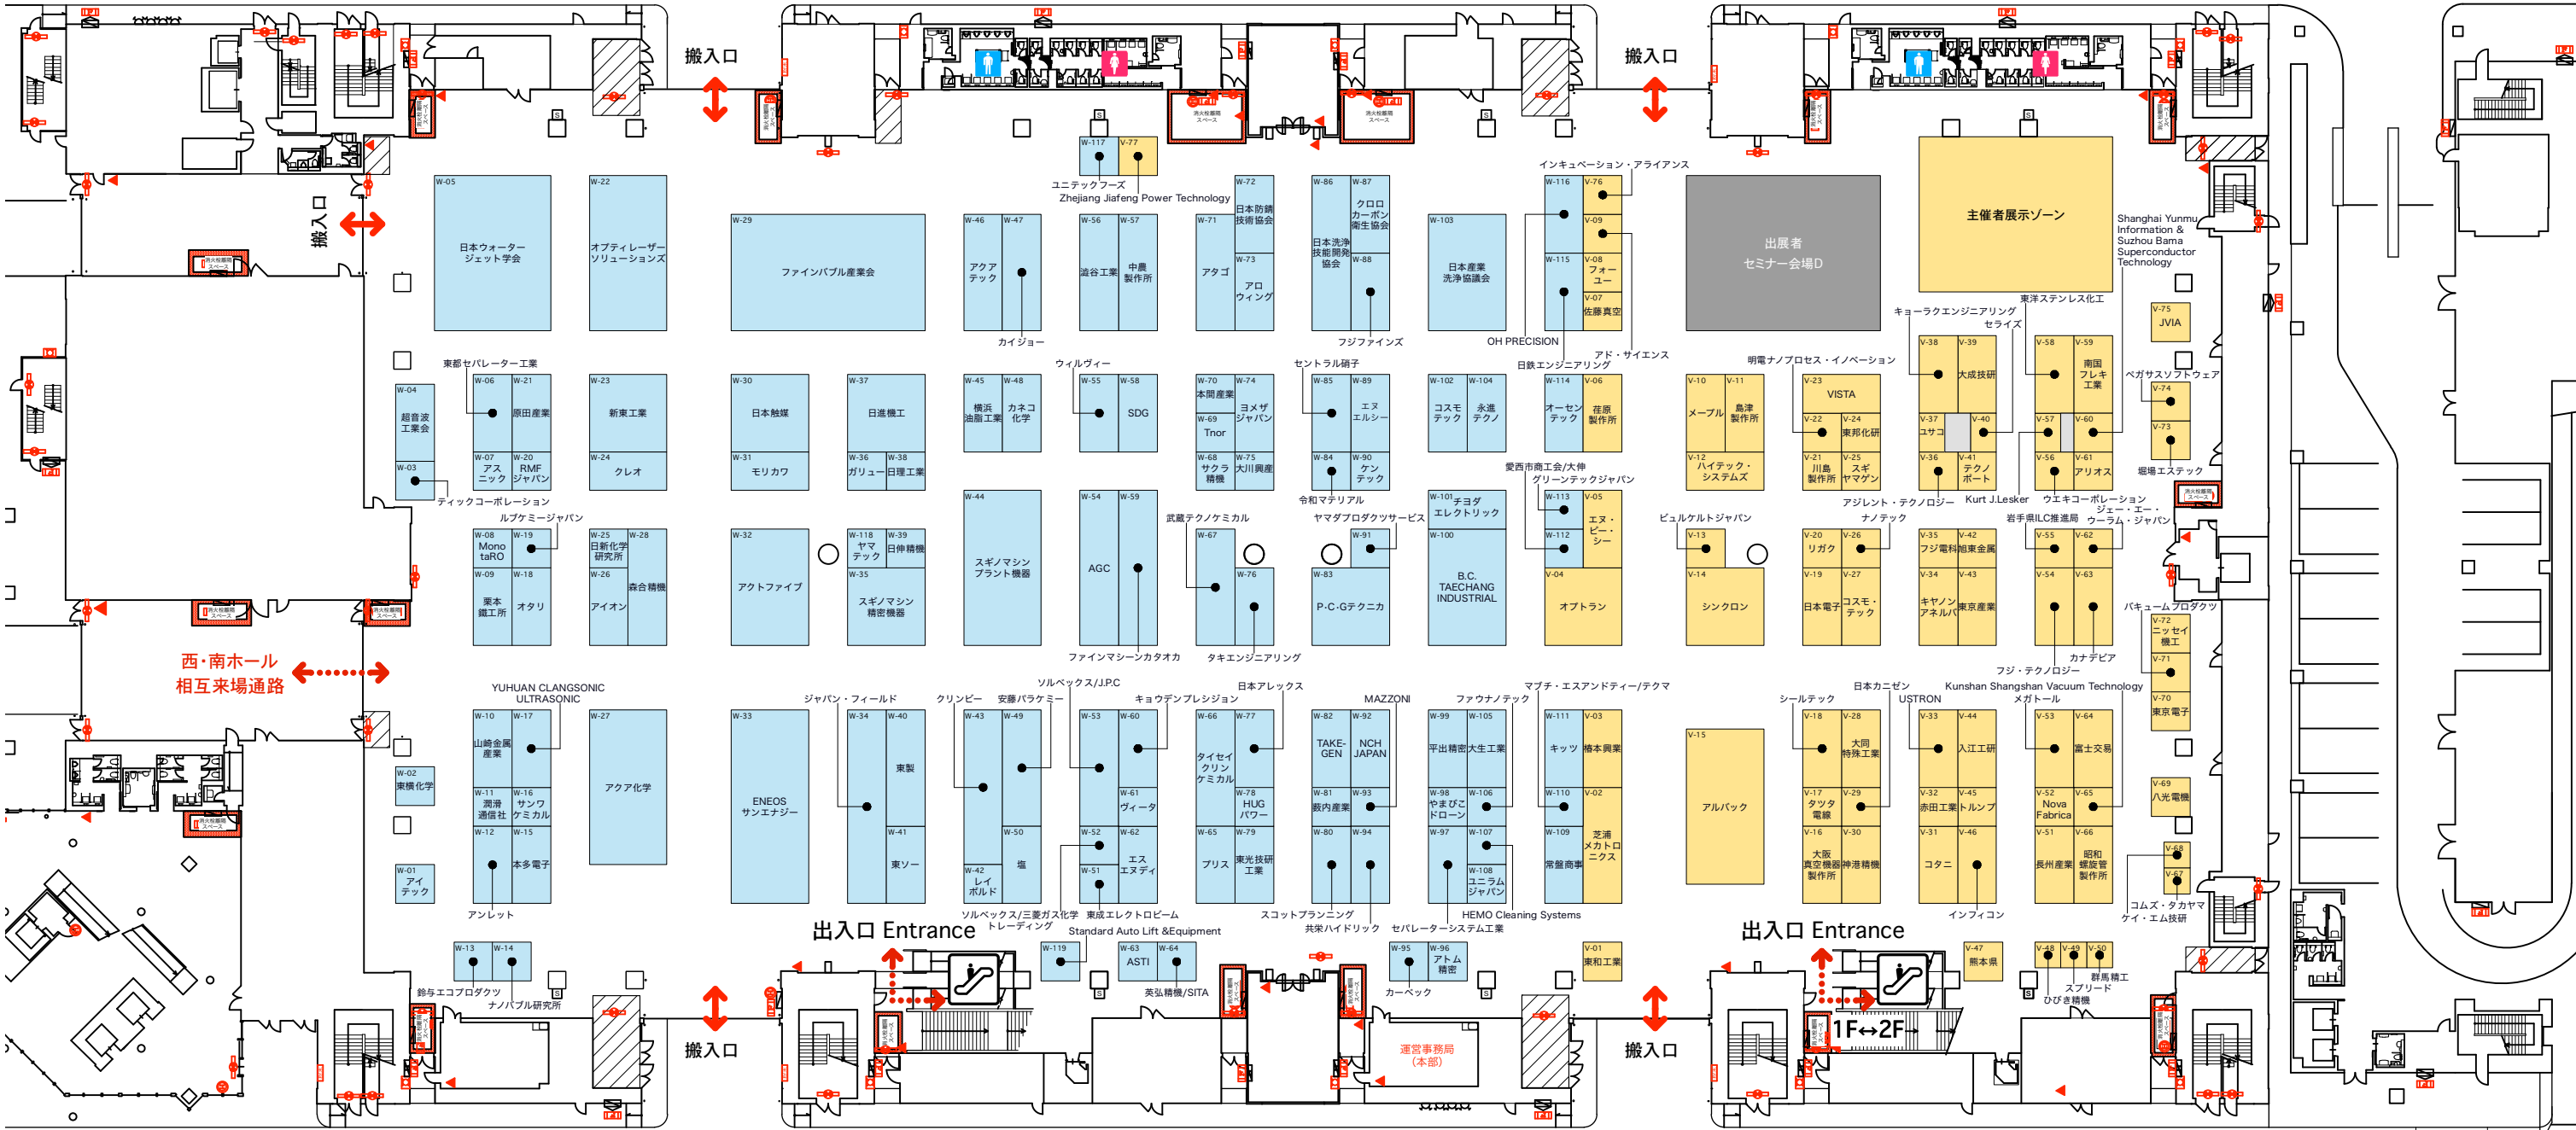 搬入口
搬入口
搬入口
W-117
V-77
ユニテックフーズ
Zhejiang Jiafeng Power Technology
W-05
日本ウォーター
ジェット学会
W-22
オプティレーザー
ソリューションズ
W-29
ファインバブル産業会
W-46
アクア
テック
W-47
カイジョー
W-56
澁谷工業
W-57
中農
製作所
W-71
アタゴ
W-72
日本防錆
技術協会
W-73
アロ
ウィング
W-86
日本洗浄
技能開発
協会
W-87
クロロ
カーボン
衛生協会
W-88
フジファインズ
W-103
日本産業
洗浄協議会
W-116
OH PRECISION
W-115
日鉄エンジニアリング
V-76
インキュベーション・アライアンス
V-09
アド・サイエンス
V-08
フォー
ユー
V-07
佐藤真空
出展者
セミナー会場D
主催者展示ゾーン
Shanghai Yunmu
Information &
Suzhou Bama
Superconductor
Technology
V-75
JVIA
東都セパレーター工業
W-04
超音波
工業会
W-03
ティックコーポレーション
W-06
W-21
原田産業
W-07
アス
ニック
W-20
RMF
ジャパン
W-23
新東工業
W-24
クレオ
W-30
日本触媒
W-31
モリカワ
W-37
日進機工
W-36
ガリュー
W-38
日理工業
W-45
横浜
油脂工業
W-48
カネコ
化学
ウィルヴィー
W-55
W-58
SDG
W-70
本間産業
W-69
Tnor
W-68
サクラ
精機
W-74
ヨメザ
ジャパン
W-75
大川興産
セントラル硝子
W-85
W-89
エヌ
エルシー
W-84
令和マテリアル
W-90
ケン
テック
W-102
コスモ
テック
W-104
永進
テクノ
W-114
オーセン
テック
V-06
荏原
製作所
V-10
メープル
V-11
島津
製作所
V-12
ハイテック・
システムズ
明電ナノプロセス・イノベーション
V-23
VISTA
V-22
V-24
東邦化研
V-21
川島
製作所
V-25
スギ
ヤマゲン
キョーラクエンジニアリング
セライズ
V-38
V-39
大成技研
V-37
ユサコ
V-40
V-36
アジレント・テクノロジー
V-41
テクノ
ポート
東洋ステンレス化工
V-58
V-59
南国
フレキ
工業
V-57
Kurt J.Lesker
V-60
V-56
ウエキコーポレーション
V-61
アリオス
ペガサスソフトウェア
V-74
V-73
堀場エステック
ルブケミージャパン
W-08
Mono
taRO
W-19
W-09
栗本
鐵工所
W-18
オタリ
W-25
日新化学
研究所
W-28
森合精機
W-26
アイオン
W-32
アクトファイブ
W-118
ヤマ
テック
W-39
日伸精機
W-35
スギノマシン
精密機器
W-44
スギノマシン
プラント機器
W-54
AGC
W-59
ファインマシーンカタオカ
武蔵テクノケミカル
W-67
W-76
タキエンジニアリング
ヤマダプロダクツサービス
W-91
W-83
P・C・Gテクニカ
W-101
チヨダ
エレクトリック
W-100
B.C.
TAECHANG
INDUSTRIAL
愛西市商工会/大伸
グリーンテックジャパン
W-113
W-112
V-05
エヌ・
ピー・
シー
V-04
オプトラン
ビュルケルトジャパン
V-13
V-14
シンクロン
ナノテック
V-20
リガク
V-26
V-19
日本電子
V-27
コスモ・
テック
V-35
フジ電科
V-42
旭東金属
V-34
キヤノン
アネルバ
V-43
東京産業
岩手県ILC推進局
ジェー・エー・
ウーラム・ジャパン
V-55
V-62
V-54
フジ・テクノロジー
V-63
カナデビア
バキュームプロダクツ
V-72
ニッセイ
機工
V-71
V-70
東京電子
西・南ホール
相互来場通路
YUHUAN CLANGSONIC
ULTRASONIC
W-02
東横化学
W-01
アイ
テック
W-10
山崎金属
産業
W-17
W-11
潤滑
通信社
W-16
サンワ
ケミカル
W-12
アンレット
W-15
本多電子
W-27
アクア化学
W-33
ENEOS
サンエナジー
ジャパン・フィールド
W-34
W-40
東製
W-41
東ソー
クリンビー
W-43
安藤パラケミー
W-49
W-42
レイ
ボルド
W-50
塩
ソルベックス/J.P.C
W-53
キョウデンプレシジョン
W-60
W-61
ヴィータ
W-52
ソルベックス/三菱ガス化学
トレーディング
W-51
東成エレクトロビーム
W-62
エス
エヌディ
W-66
タイセイ
クリン
ケミカル
日本アレックス
W-77
W-78
HUG
パワー
W-65
プリス
W-79
東光技研
工業
W-82
TAKE-
GEN
W-92
NCH
JAPAN
MAZZONI
W-81
薮内産業
W-93
W-80
スコットプランニング
W-94
共栄ハイドリック
ファウナノテック
W-99
平出精密
W-105
大生工業
W-98
やまびこ
ドローン
W-106
W-97
セパレーターシステム工業
W-107
HEMO Cleaning Systems
W-108
ユニラム
ジャパン
マブチ・エスアンドティー/テクマ
W-111
キッツ
V-03
椿本興業
W-110
W-109
常盤商事
V-02
芝浦
メカトロ
ニクス
V-15
アルバック
シールテック
V-18
V-28
大同
特殊工業
日本カニゼン
V-17
タツタ
電線
V-29
V-16
大阪
真空機器
製作所
V-30
神港精機
USTRON
V-33
V-44
入江工研
V-32
赤田工業
V-45
トルンプ
V-31
コタニ
V-46
インフィコン
Kunshan Shangshan Vacuum Technology
メガトール
V-53
V-64
富士交易
V-52
Nova
Fabrica
V-65
V-51
長州産業
V-66
昭和
螺旋管
製作所
V-69
八光電機
V-68
V-67
コムズ・タカヤマ
ケイ・エム技研
W-13
W-14
鈴与エコプロダクツ
ナノバブル研究所
出入口 Entrance
Standard Auto Lift &Equipment
W-119
W-63
ASTI
W-64
英弘精機/SITA
W-95
カーベック
W-96
アトム
精密
V-01
東和工業
出入口 Entrance
V-47
熊本県
V-48
V-49
V-50
群馬精工
スプリード
ひびき精機
搬入口
搬入口
運営事務局
（本部）
1F↔2F
消火栓離隔
スペース